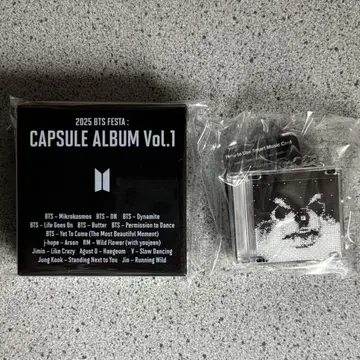 2025 BTS FESTA :
CAPSULE ALBUM Vol.1
BTS – Mikrokosmos BTS – ON BTS – Dynamite
BTS – Life Goes On BTS – Butter BTS – Permission to Dance
BTS – Yet To Come (The Most Beautiful Moment)
j-hope – Arson RM – Wild Flower (with youjeen)
Jimin – Like Crazy Agust D – Haegeum V – Slow Dancing
Jung Kook – Standing Next to You Jin – Running Wild